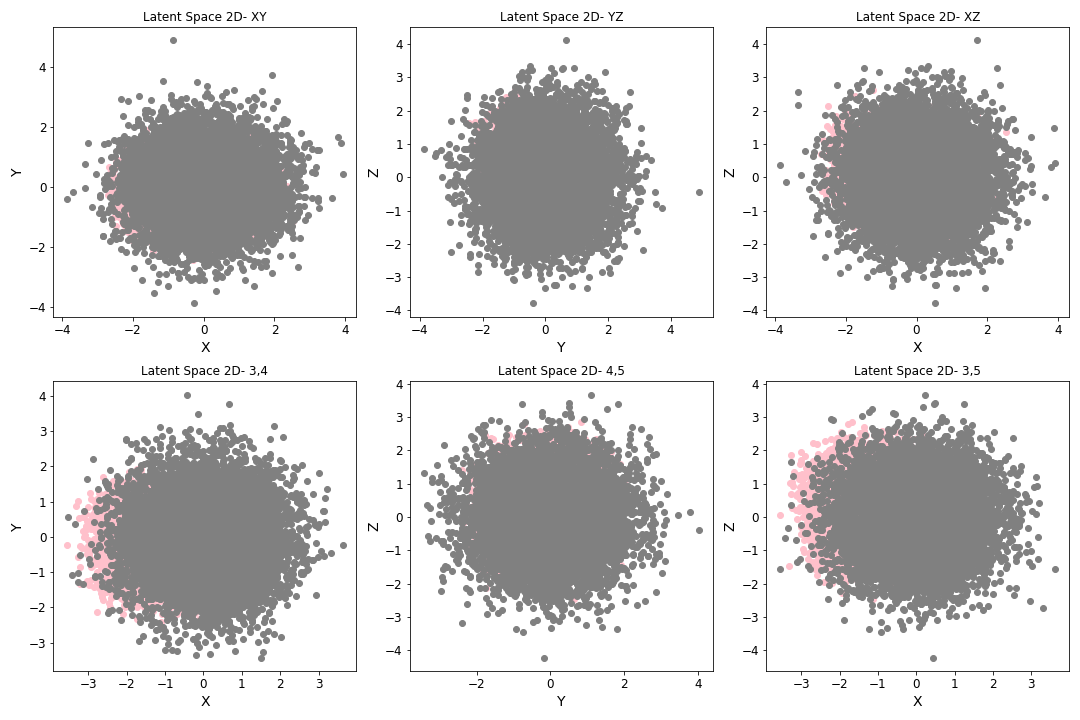 Latent Space 2D- XY
Latent Space 2D- YZ
Latent Space 2D- XZ
4
2
0
−2
−4
Y
−4 −2 0 2 4
X
4
3
2
1
0
−1
−2
−3
−4
Z
−4 −2 0 2 4
Y
4
3
2
1
0
−1
−2
−3
−4
Z
−4 −2 0 2 4
X
Latent Space 2D- 3,4
Latent Space 2D- 4,5
Latent Space 2D- 3,5
4
3
2
1
0
−1
−2
−3
Y
−3 −2 −1 0 1 2 3
X
4
3
2
1
0
−1
−2
−3
−4
Z
−2 0 2 4
Y
4
3
2
1
0
−1
−2
−3
−4
Z
−3 −2 −1 0 1 2 3
X